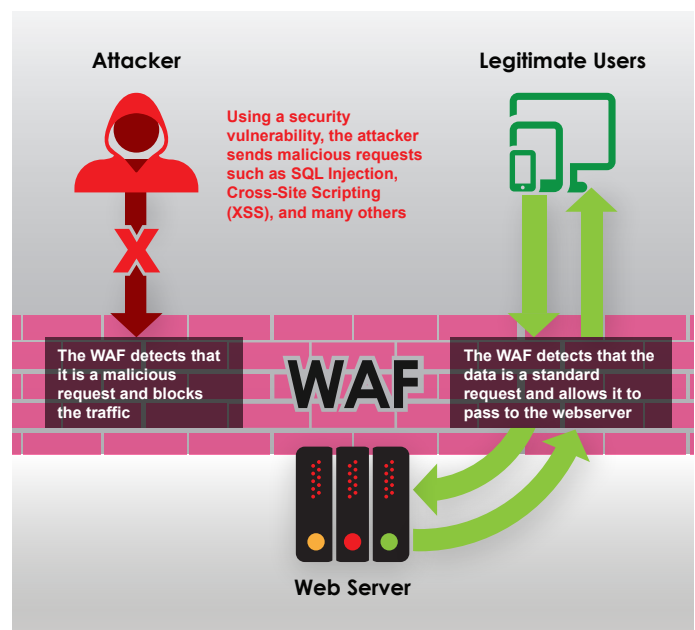 Attacker
Legitimate Users
Using a security
vulnerability, the attacker
sends malicious requests
such as SQL Injection,
Cross-Site Scripting
(XSS), and many others
X
The WAF detects that
it is a malicious
request and blocks
the traffic
WAF
The WAF detects that the
data is a standard
request and allows it to
pass to the webserver
Web Server